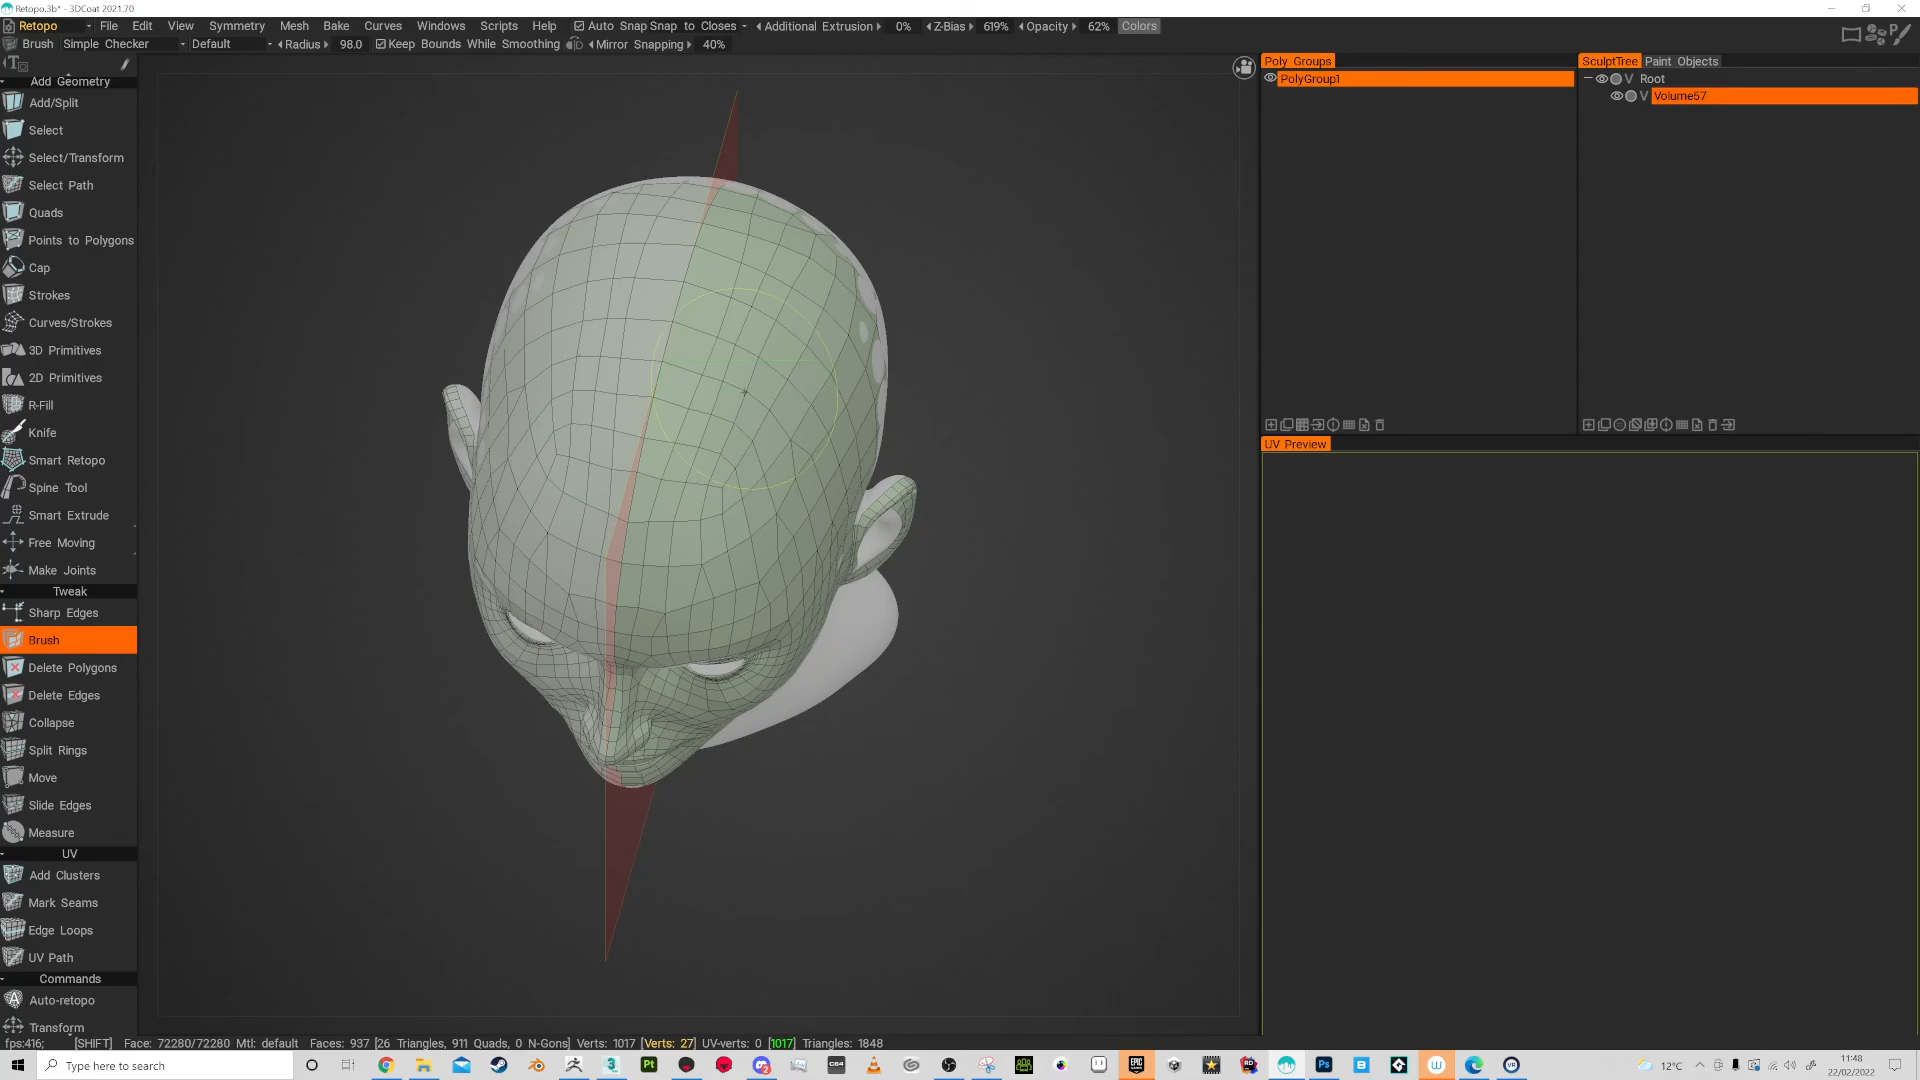 Retopo.3b* - 3DCoat 2021.70
Retopo File Edit View Symmetry Mesh Bake Curves Windows Scripts Help Auto Snap Snap to Closes Additional Extrusion 0% Z-Bias 619% Opacity 62% Colors
Brush Simple Checker Default Radius 98.0 Keep Bounds While Smoothing Mirror Snapping 40%
Add Geometry
Add/Split
Select
Select/Transform
Select Path
Quads
Points to Polygons
Cap
Strokes
Curves/Strokes
3D Primitives
2D Primitives
R-Fill
Knife
Smart Retopo
Spine Tool
Smart Extrude
Free Moving
Make Joints
Tweak
Sharp Edges
Brush
Delete Polygons
Delete Edges
Collapse
Split Rings
Move
Slide Edges
Measure
UV
Add Clusters
Mark Seams
Edge Loops
UV Path
Commands
Auto-retopo
Transform
Poly Groups
PolyGroup1
SculptTree Paint Objects
V Root
V Volume57
UV Preview
fps:416; [SHIFT] Face: 72280/72280 Mtl: default Faces: 937 [26 Triangles, 911 Quads, 0 N-Gons] Verts: 1017 [Verts: 27] UV-verts: 0 [1017] Triangles: 1848
Type here to search
12°C
11:48
22/02/2022